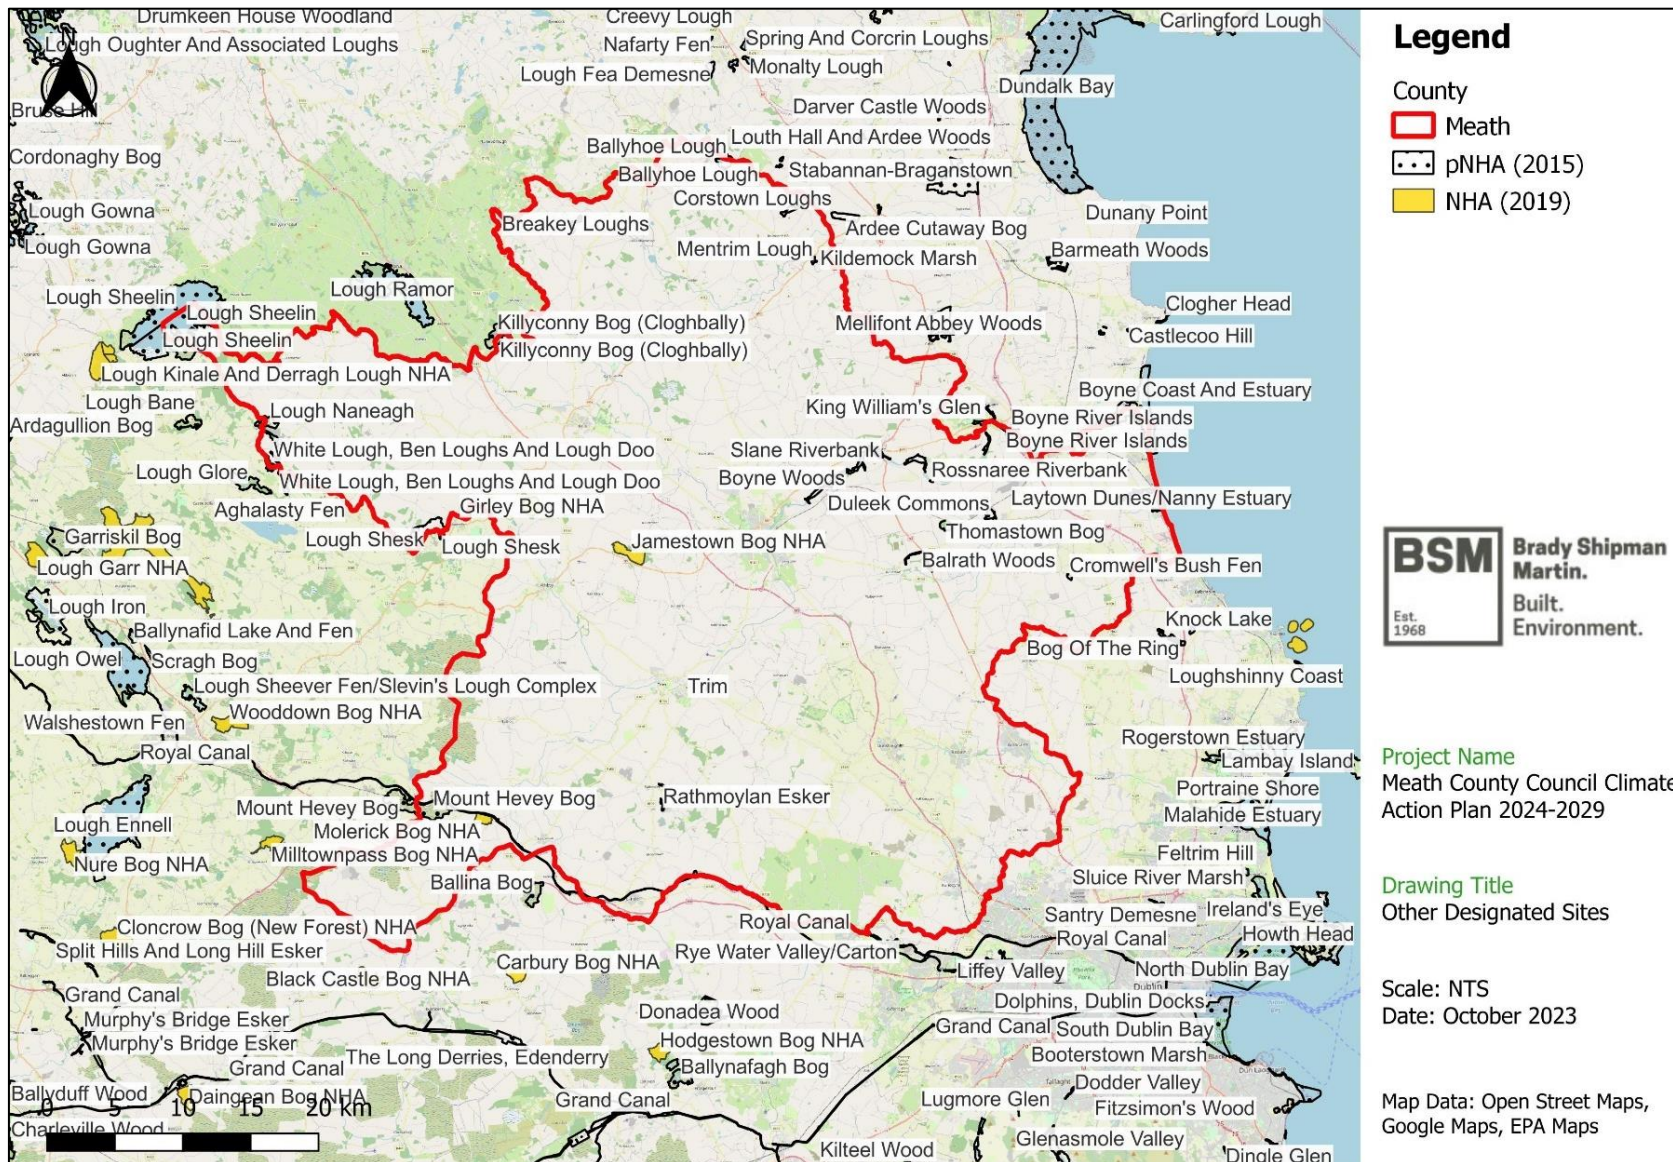 Drumkeen House Woodland
Creevy Lough
Carlingford Lough
Lough Oughter And Associated Loughs
Nafarty Fen
Spring And Corcrin Loughs
Lough Fea Demesne
Monalty Lough
Dundalk Bay
Bruse Hill
Darver Castle Woods
Ballyhoe Lough
Louth Hall And Ardee Woods
Cordonaghy Bog
Ballyhoe Lough
Stabannan-Braganstown
Corstown Loughs
Lough Gowna
Breakey Loughs
Dunany Point
Ardee Cutaway Bog
Lough Gowna
Mentrim Lough
Kildemock Marsh
Barmeath Woods
Lough Sheelin
Lough Ramor
Lough Sheelin
Clogher Head
Lough Sheelin
Killyconny Bog (Cloghbally)
Mellifont Abbey Woods
Castlecoo Hill
Killyconny Bog (Cloghbally)
Lough Kinale And Derragh Lough NHA
Lough Bane
Boyne Coast And Estuary
Ardagullion Bog
Lough Naneagh
King William's Glen
Boyne River Islands
White Lough, Ben Loughs And Lough Doo
Slane Riverbank
Boyne River Islands
Lough Glore
White Lough, Ben Loughs And Lough Doo
Boyne Woods
Rossnaree Riverbank
Aghalasty Fen
Girley Bog NHA
Duleek Commons
Laytown Dunes/Nanny Estuary
Garriskil Bog
Lough Shesk
Lough Shesk
Jamestown Bog NHA
Thomastown Bog
Lough Garr NHA
Balrath Woods
Cromwell's Bush Fen
Lough Iron
Ballynafid Lake And Fen
Knock Lake
Lough Owel
Scragh Bog
Bog Of The Ring
Lough Sheever Fen/Slevin's Lough Complex
Trim
Loughshinny Coast
Walshestown Fen
Wooddown Bog NHA
Royal Canal
Rogerstown Estuary
Lambay Island
Mount Hevey Bog
Mount Hevey Bog
Rathmoylan Esker
Portraine Shore
Lough Ennell
Molerick Bog NHA
Malahide Estuary
Nure Bog NHA
Milltownpass Bog NHA
Feltrim Hill
Ballina Bog
Sluice River Marsh
Cloncrow Bog (New Forest) NHA
Royal Canal
Santry Demesne
Ireland's Eye
Split Hills And Long Hill Esker
Rye Water Valley/Carton
Royal Canal
Howth Head
Black Castle Bog NHA
Carbury Bog NHA
Liffey Valley
North Dublin Bay
Dublin
Grand Canal
Donadea Wood
Dolphins, Dublin Docks
Murphy's Bridge Esker
Grand Canal
South Dublin Bay
Murphy's Bridge Esker
The Long Derries, Edenderry
Hodgestown Bog NHA
Booterstown Marsh
Grand Canal
Ballynafagh Bog
Dodder Valley
Ballyduff Wood
Daingean Bog NHA
Grand Canal
Lugmore Glen
Fitzsimon's Wood
Charleville Wood
Kilteel Wood
Glenasmole Valley
Dingle Glen
0 5 10 15 20 km
Legend
County
Meath
pNHA (2015)
NHA (2019)
BSM
Est.
1968
Brady Shipman
Martin.
Built.
Environment.
Project Name
Meath County Council Climate
Action Plan 2024-2029
Drawing Title
Other Designated Sites
Scale: NTS
Date: October 2023
Map Data: Open Street Maps,
Google Maps, EPA Maps